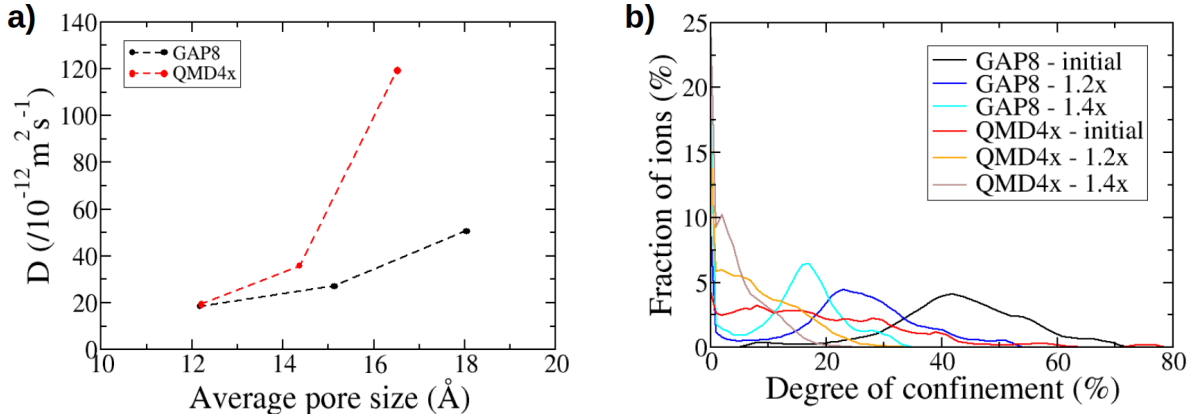 a)
140
120
100
80
60
40
20
0
GAP8
QMD4x
D (/10⁻¹² m² s⁻¹)
10 12 14 16 18 20
Average pore size (Å)
b)
25
20
15
10
5
0
Fraction of ions (%)
GAP8 - initial
GAP8 - 1.2x
GAP8 - 1.4x
QMD4x - initial
QMD4x - 1.2x
QMD4x - 1.4x
0 20 40 60 80
Degree of confinement (%)